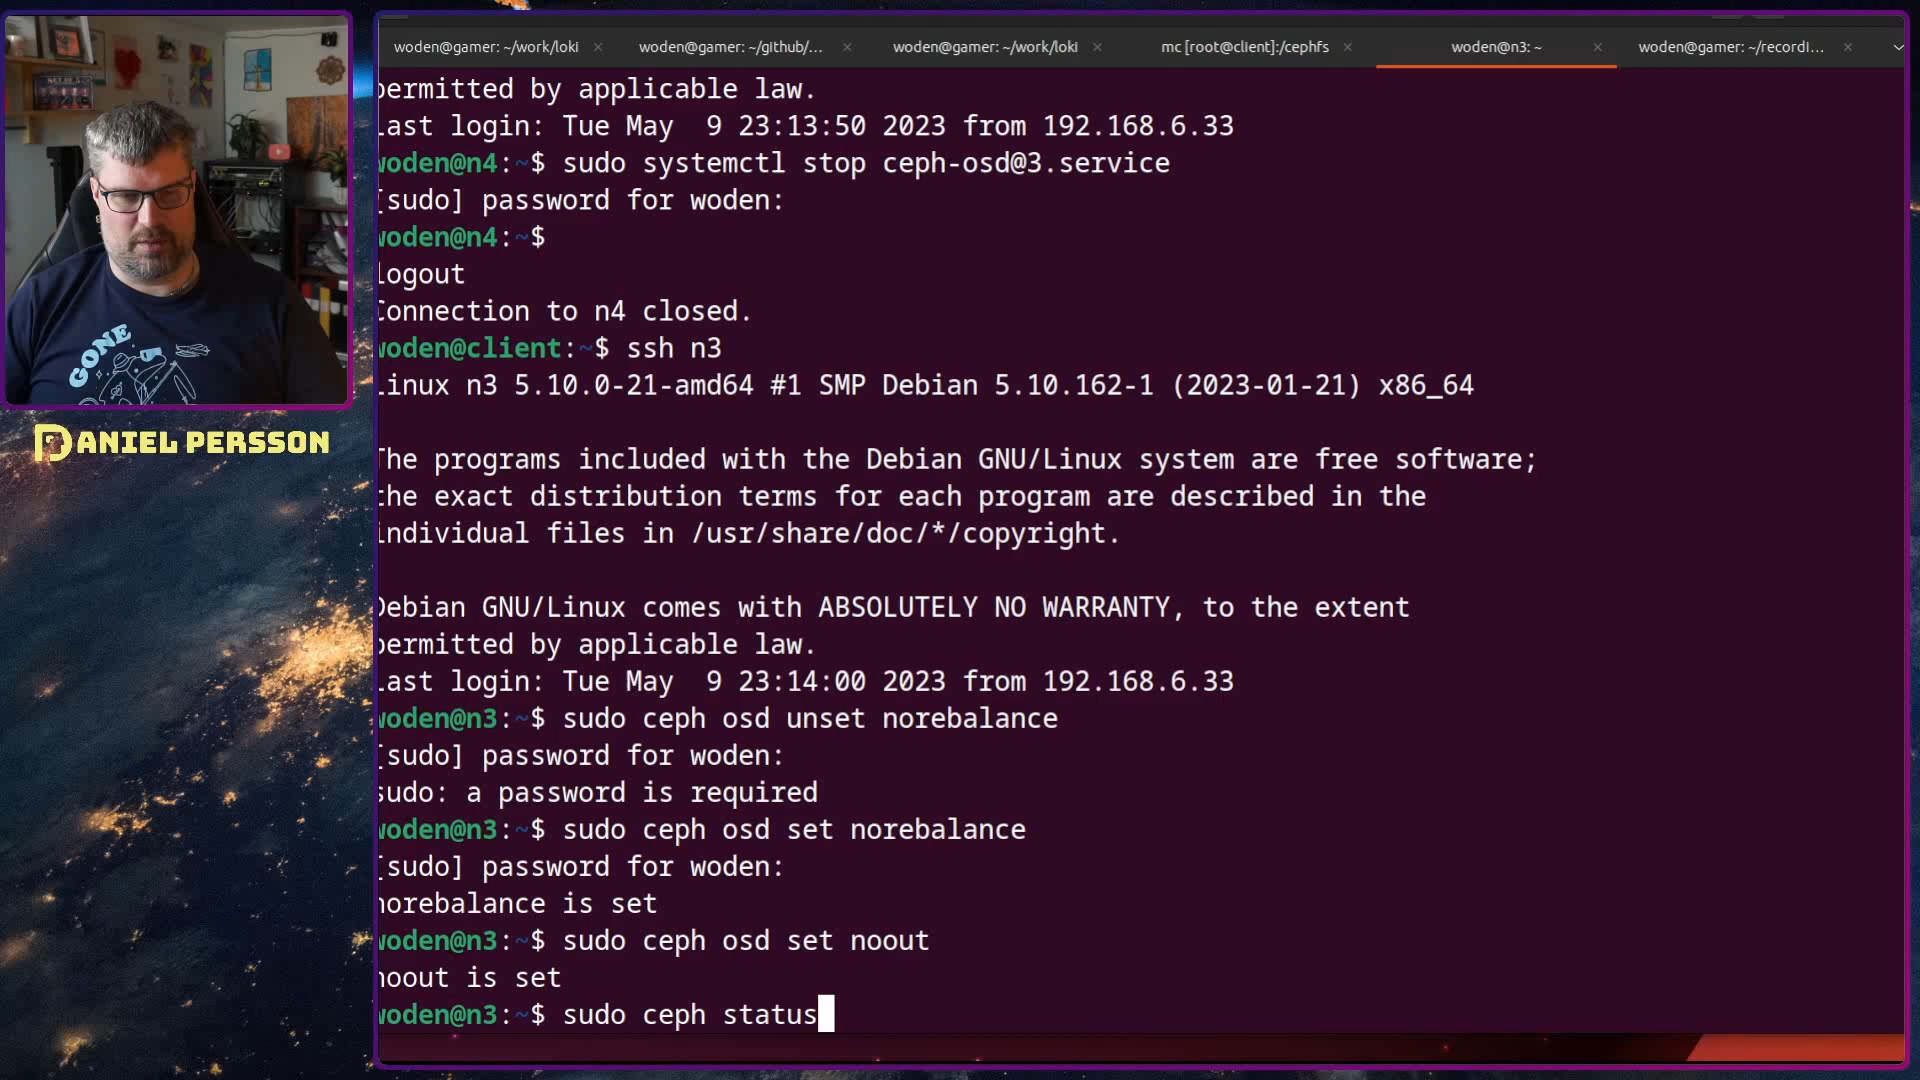 woden@gamer: ~/work/loki
woden@gamer: ~/github/...
woden@gamer: ~/work/loki
mc [root@client]:/cephfs
woden@n3: ~
woden@gamer: ~/recordi...
permitted by applicable law.
Last login: Tue May  9 23:13:50 2023 from 192.168.6.33
woden@n4:~$ sudo systemctl stop ceph-osd@3.service
[sudo] password for woden:
woden@n4:~$
logout
Connection to n4 closed.
woden@client:~$ ssh n3
Linux n3 5.10.0-21-amd64 #1 SMP Debian 5.10.162-1 (2023-01-21) x86_64
The programs included with the Debian GNU/Linux system are free software;
the exact distribution terms for each program are described in the
individual files in /usr/share/doc/*/copyright.
Debian GNU/Linux comes with ABSOLUTELY NO WARRANTY, to the extent
permitted by applicable law.
Last login: Tue May  9 23:14:00 2023 from 192.168.6.33
woden@n3:~$ sudo ceph osd unset norebalance
[sudo] password for woden:
sudo: a password is required
woden@n3:~$ sudo ceph osd set norebalance
[sudo] password for woden:
norebalance is set
woden@n3:~$ sudo ceph osd set noout
noout is set
woden@n3:~$ sudo ceph status
GONE
DANIEL PERSSON